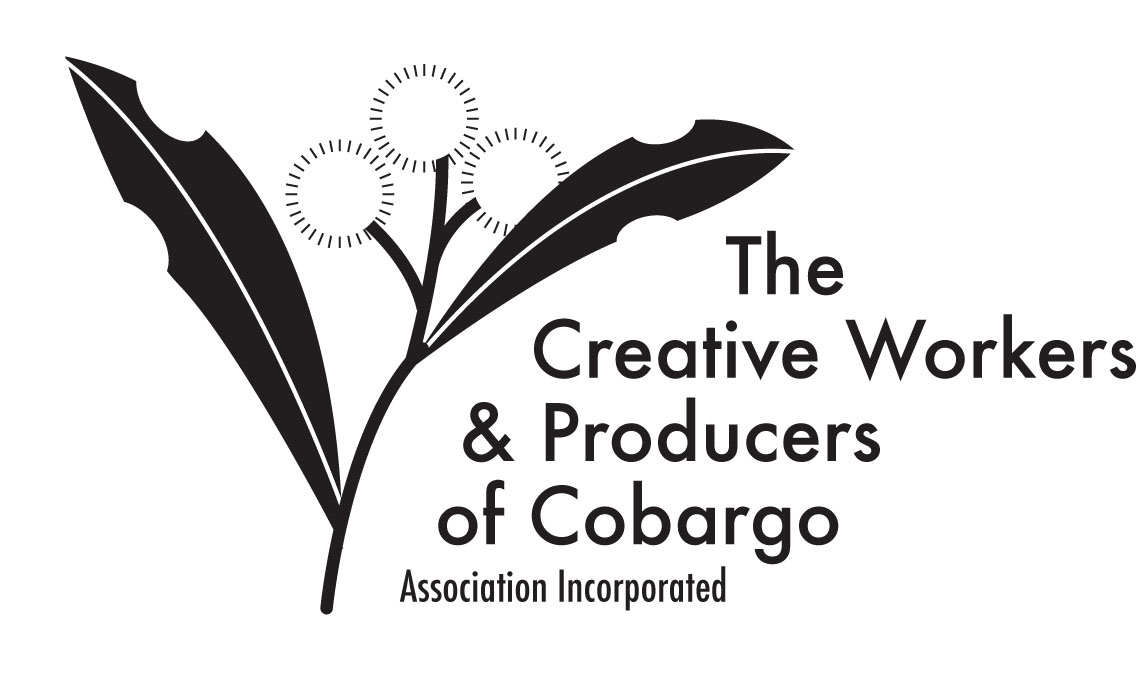 The
Creative Workers
& Producers
of Cobargo
Association Incorporated